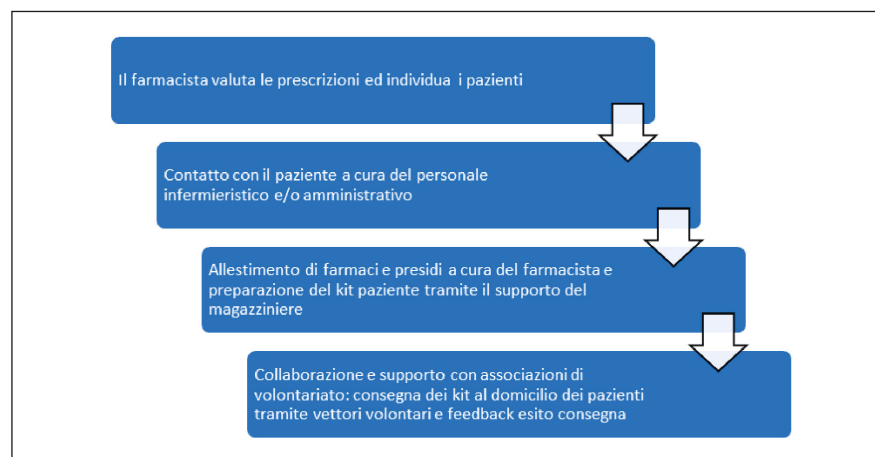 Il farmacista valuta le prescrizioni ed individua i pazienti
Contatto con il paziente a cura del personale
infermieristico e/o amministrativo
Allestimento di farmaci e presidi a cura del farmacista e
preparazione del kit paziente tramite il supporto del
magazziniere
Collaborazione e supporto con associazioni di
volontariato: consegna dei kit al domicilio dei pazienti
tramite vettori volontari e feedback esito consegna